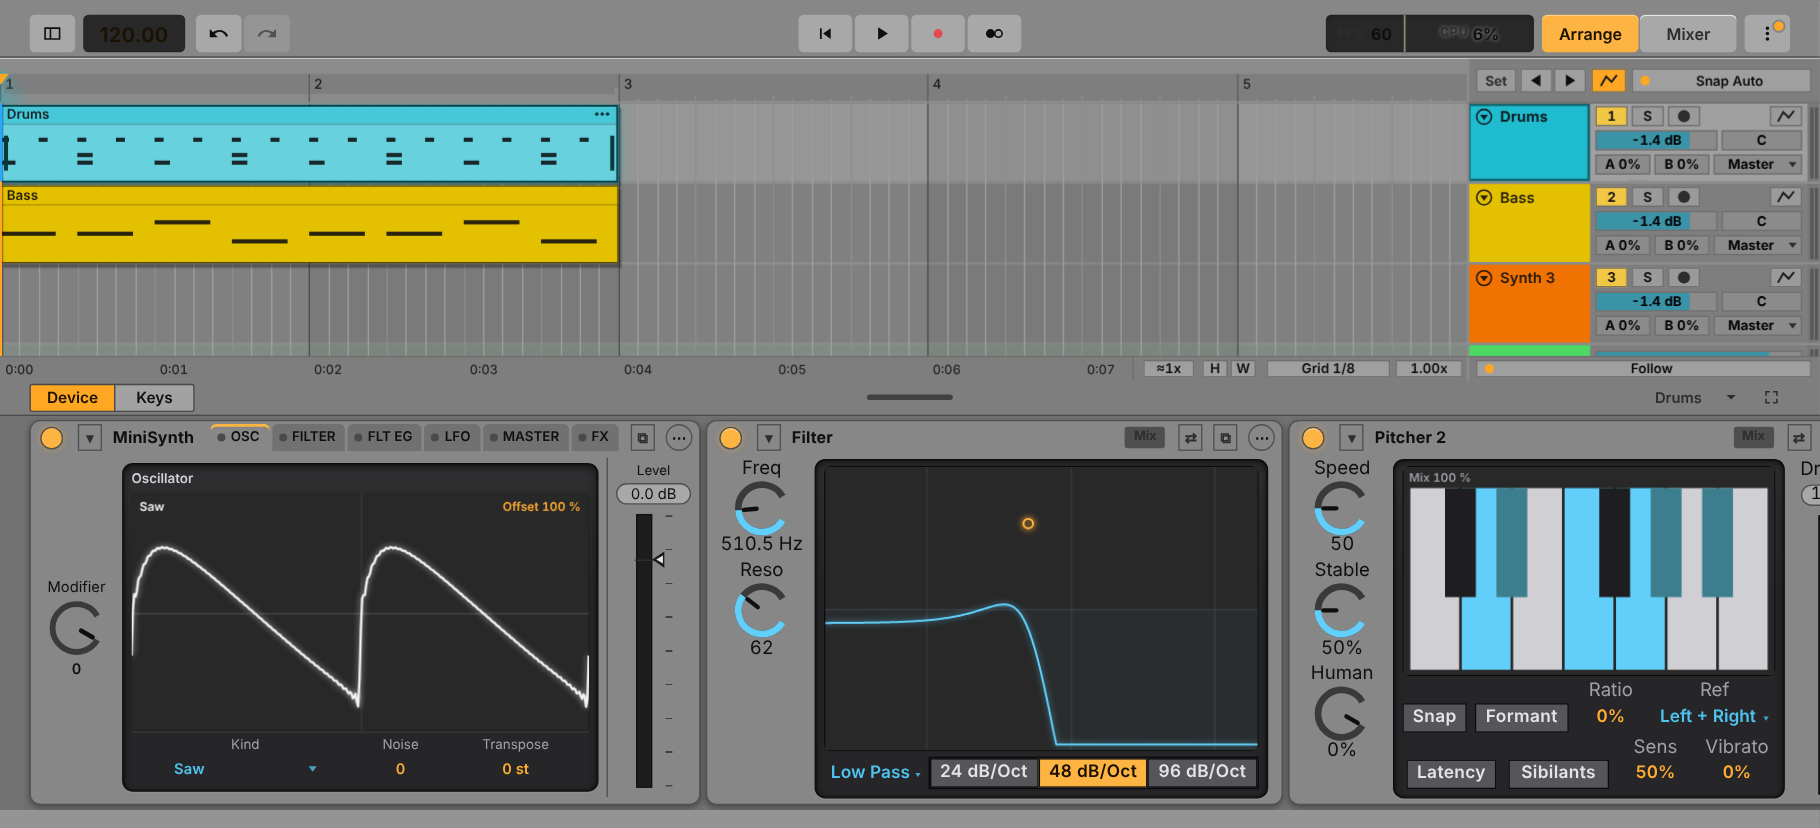 120.00
FPS 60
CPU 6%
Arrange
Mixer
1 2 3 4 5
Set
Snap Auto
Drums
Bass
Drums
1 S
-1.4 dB C
A 0% B 0% Master
Bass
2 S
-1.4 dB C
A 0% B 0% Master
Synth 3
3 S
-1.4 dB C
A 0% B 0% Master
0:00 0:01 0:02 0:03 0:04 0:05 0:06 0:07
≈1x H W Grid 1/8 1.00x
Follow
Device Keys
Drums
MiniSynth
OSC FILTER FLT EG LFO MASTER FX
Modifier
0
Oscillator
Saw
Offset 100 %
Kind Noise Transpose
Saw 0 0 st
Level
0.0 dB
Filter
Mix
Freq
510.5 Hz
Reso
62
Low Pass 24 dB/Oct 48 dB/Oct 96 dB/Oct
Pitcher 2
Mix
Speed
50
Stable
50%
Human
0%
Mix 100 %
Ratio Ref
Snap Formant 0% Left + Right
Sens Vibrato
Latency Sibilants 50% 0%